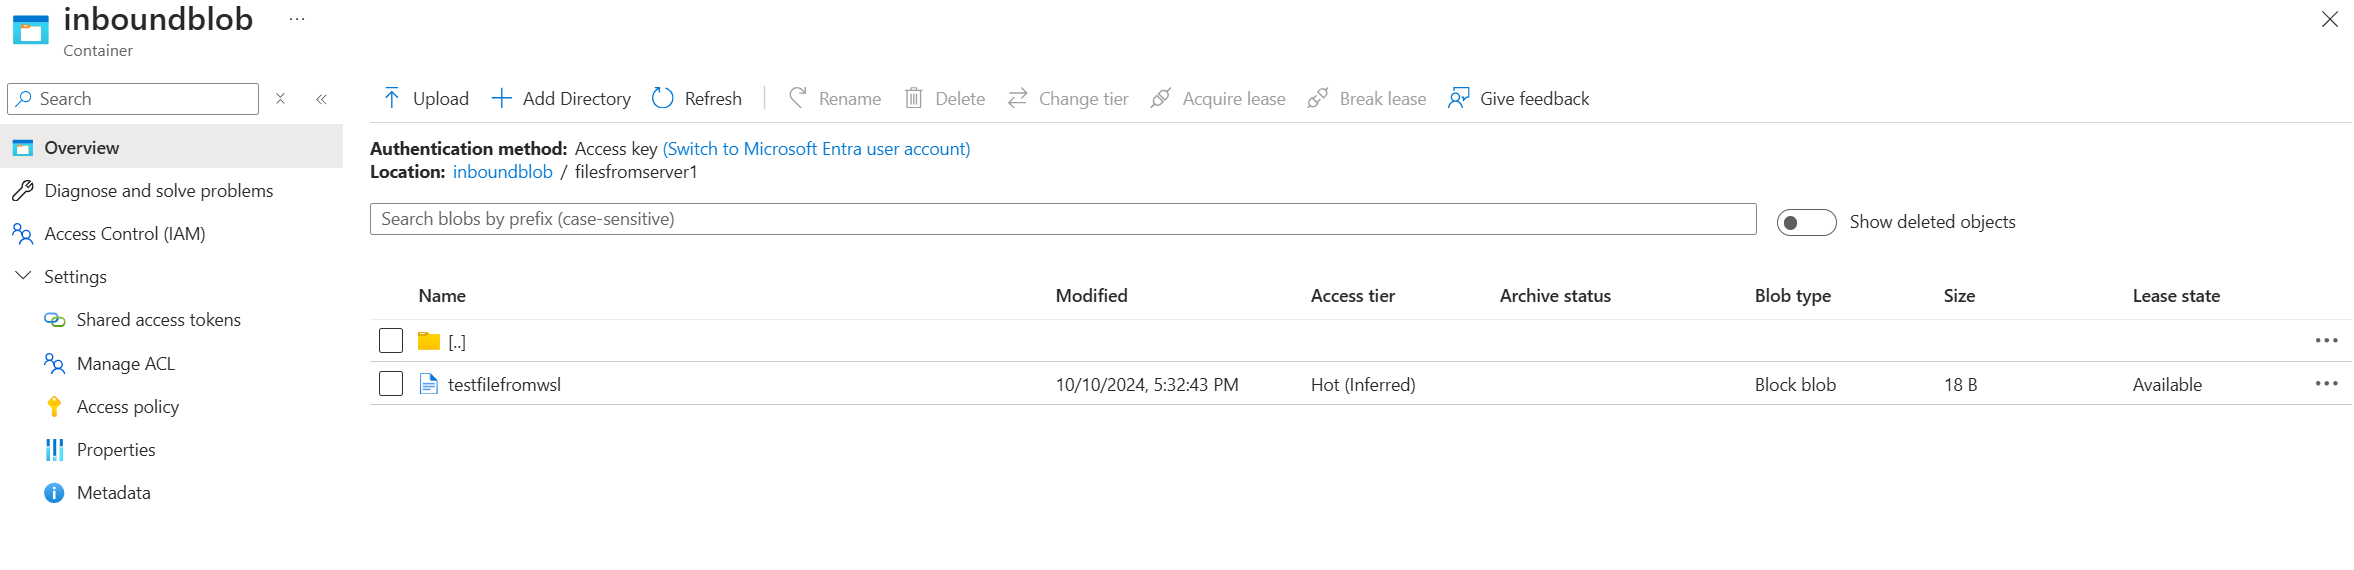 inboundblob ...
Container
Search
Upload Add Directory Refresh Rename Delete Change tier Acquire lease Break lease Give feedback
Overview
Authentication method: Access key (Switch to Microsoft Entra user account)
Location: inboundblob / filesfromserver1
Diagnose and solve problems
Search blobs by prefix (case-sensitive)
Show deleted objects
Access Control (IAM)
Settings
Shared access tokens
Manage ACL
Access policy
Properties
Metadata
Name Modified Access tier Archive status Blob type Size Lease state
[..]
testfilefromwsl 10/10/2024, 5:32:43 PM Hot (Inferred) Block blob 18 B Available